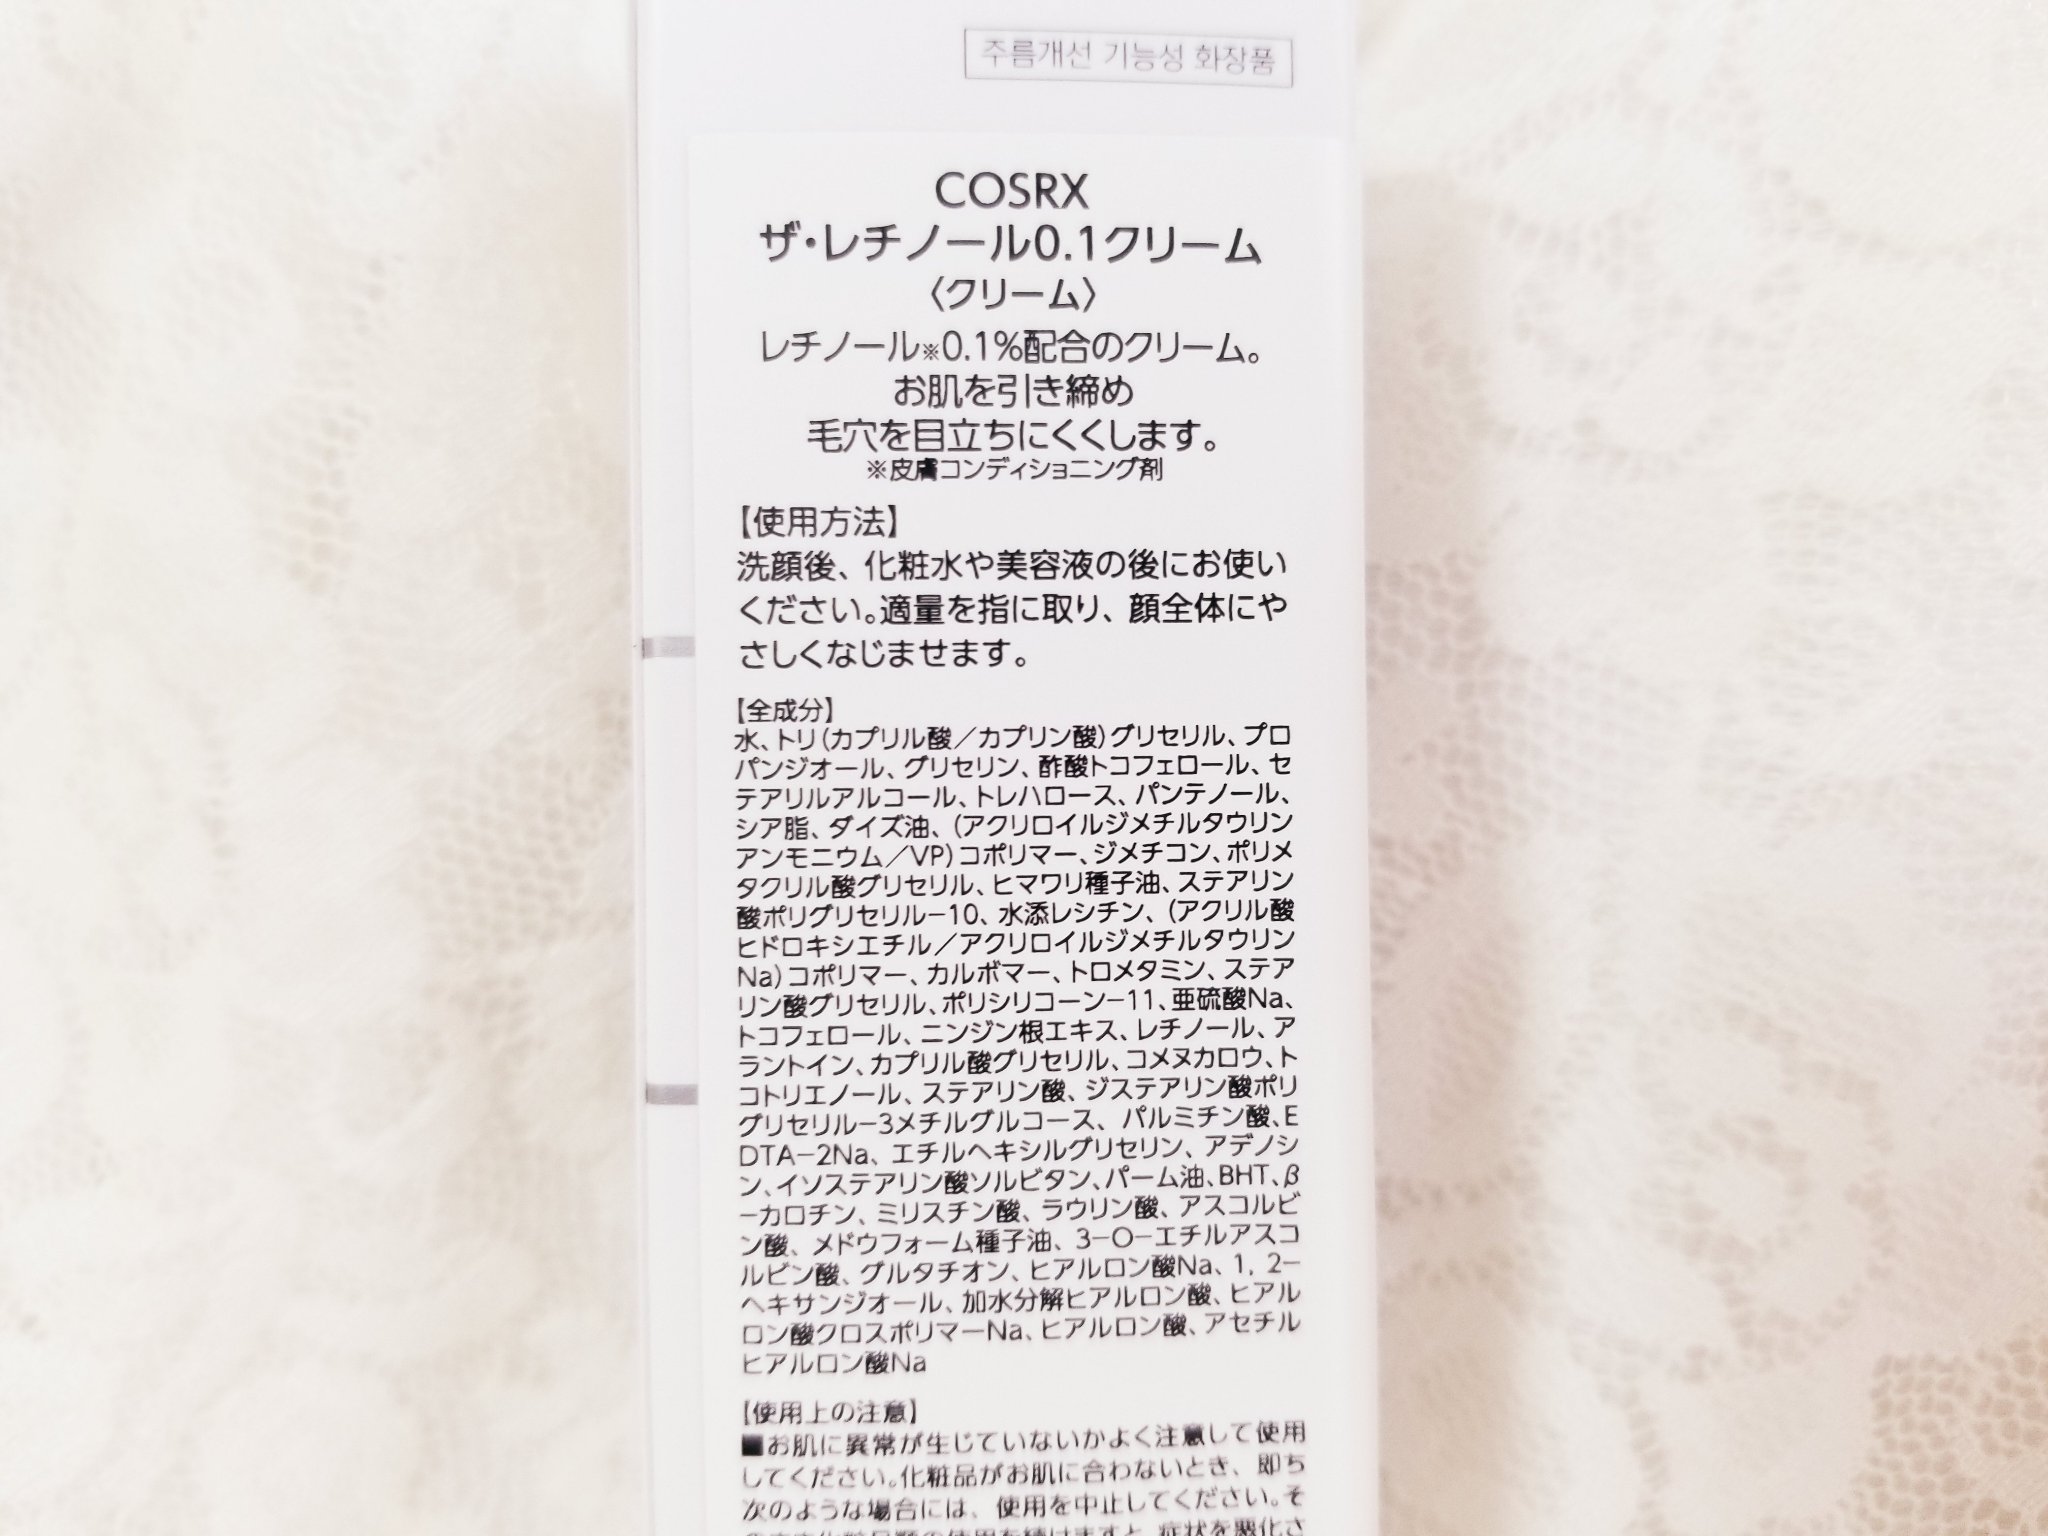 주름개선 기능성 화장품
COSRX
ザ・レチノール0.1クリーム
〈クリーム〉
レチノール※0.1%配合のクリーム。
お肌を引き締め
毛穴を目立ちにくくします。
※皮膚コンディショニング剤
【使用方法】
洗顔後、化粧水や美容液の後にお使い
ください。適量を指に取り、顔全体にや
さしくなじませます。
【全成分】
水、トリ(カプリル酸／カプリン酸)グリセリル、プロ
パンジオール、グリセリン、酢酸トコフェロール、セ
テアリルアルコール、トレハロース、パンテノール、
シア脂、ダイズ油、(アクリロイルジメチルタウリン
アンモニウム／VP)コポリマー、ジメチコン、ポリメ
タクリル酸グリセリル、ヒマワリ種子油、ステアリン
酸ポリグリセリル−10、水添レシチン、(アクリル酸
ヒドロキシエチル／アクリロイルジメチルタウリン
Na)コポリマー、カルボマー、トロメタミン、ステア
リン酸グリセリル、ポリシリコーン−11、亜硫酸Na、
トコフェロール、ニンジン根エキス、レチノール、ア
ラントイン、カプリル酸グリセリル、コメヌカロウ、ト
コトリエノール、ステアリン酸、ジステアリン酸ポリ
グリセリル−3メチルグルコース、パルミチン酸、E
DTA−2Na、エチルヘキシルグリセリン、アデノシ
ン、イソステアリン酸ソルビタン、パーム油、BHT、β
−カロチン、ミリスチン酸、ラウリン酸、アスコルビ
ン酸、メドウフォーム種子油、3−O−エチルアスコ
ルビン酸、グルタチオン、ヒアルロン酸Na、1, 2−
ヘキサンジオール、加水分解ヒアルロン酸、ヒアル
ロン酸クロスポリマーNa、ヒアルロン酸、アセチル
ヒアルロン酸Na
【使用上の注意】
■お肌に異常が生じていないかよく注意して使用
してください。化粧品がお肌に合わないとき、即ち
次のような場合には、使用を中止してください。そ